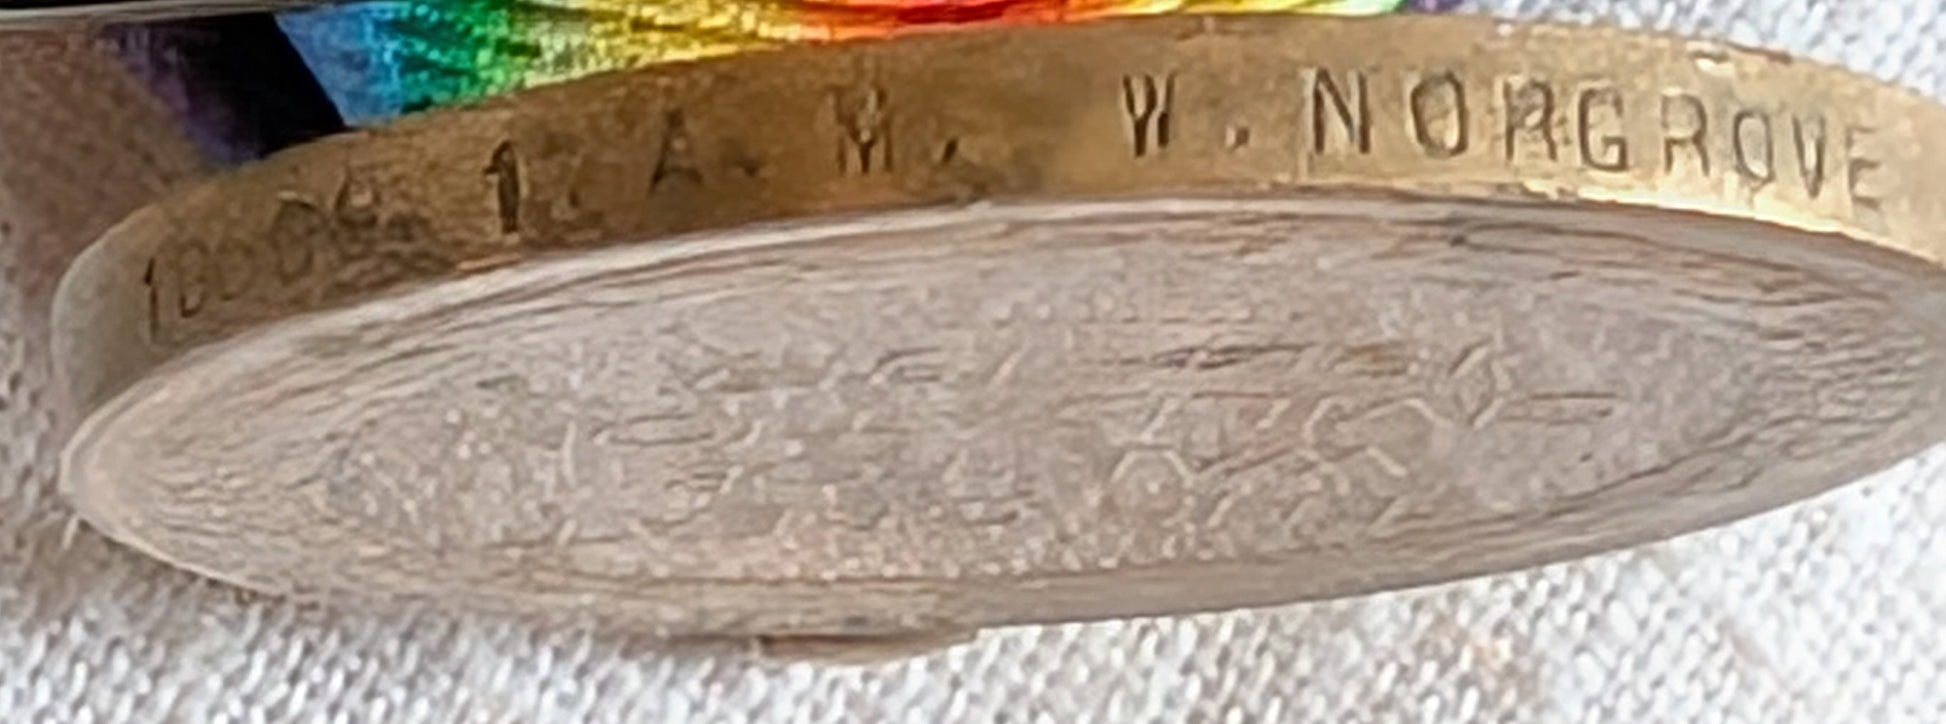 1. A. M. W. NORGROVE